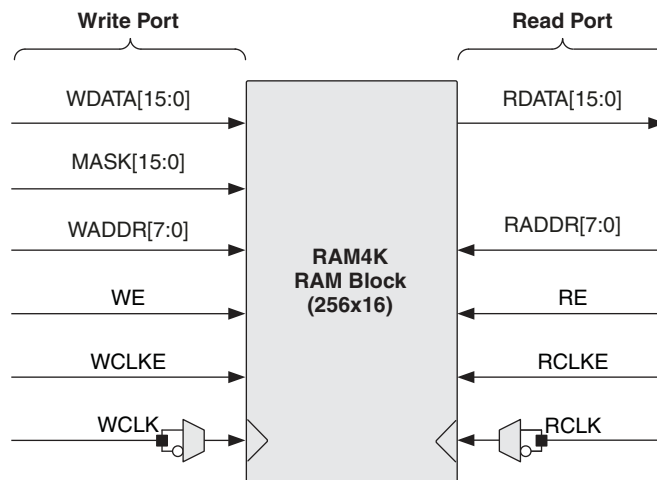 Write Port
Read Port
WDATA[15:0]
RDATA[15:0]
MASK[15:0]
WADDR[7:0]
RADDR[7:0]
RAM4K
RAM Block
(256x16)
WE
RE
WCLKE
RCLKE
WCLK
RCLK